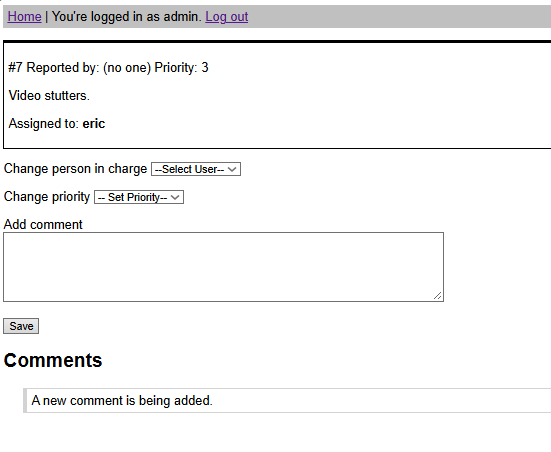 Home | You're logged in as admin. Log out
#7 Reported by: (no one) Priority: 3
Video stutters.
Assigned to: eric
Change person in charge --Select User--
Change priority -- Set Priority--
Add comment
Save
Comments
A new comment is being added.